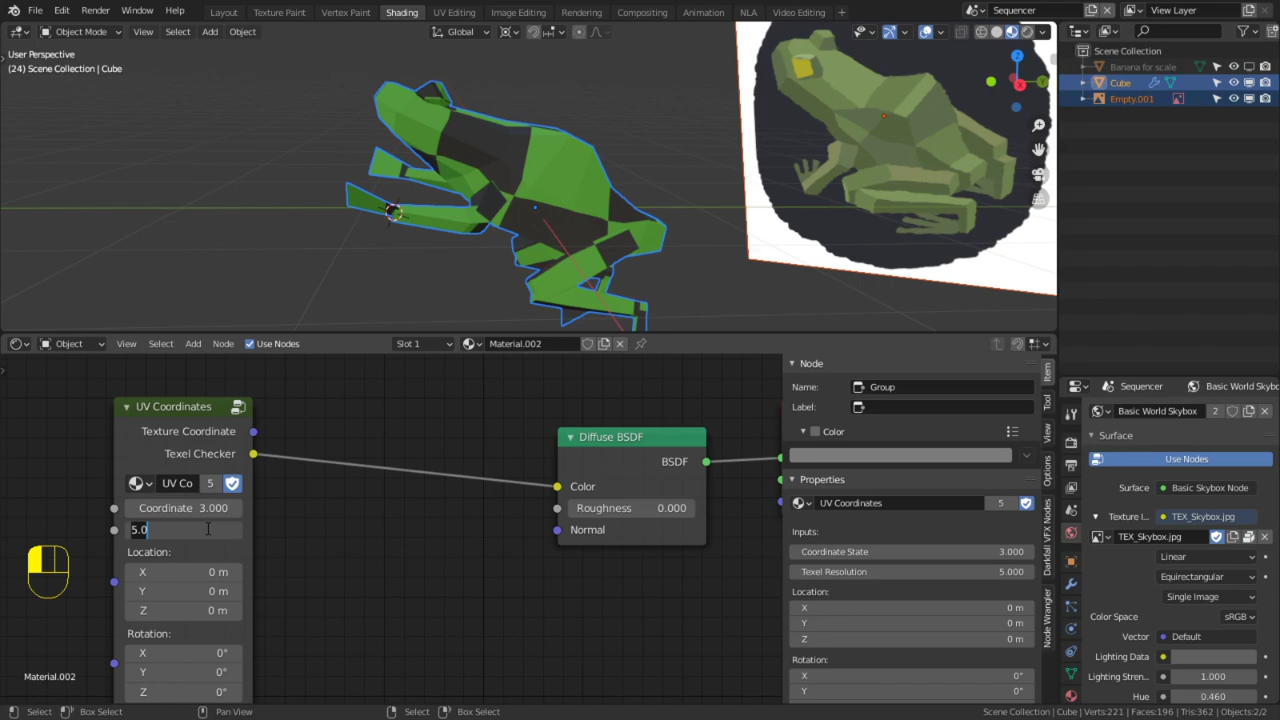 File Edit Render Window Help Layout Texture Paint Vertex Paint Shading UV Editing Image Editing Rendering Compositing Animation NLA Video Editing + Sequencer View Layer
Object Mode View Select Add Object Global
User Perspective
(24) Scene Collection | Cube
Z
X
Y
Scene Collection
Banana for scale
Cube
Empty.001
Object View Select Add Node Use Nodes Slot 1 Material.002
UV Coordinates
Texture Coordinate
Texel Checker
UV Co 5
Coordinate 3.000
5.0
Location:
X 0 m
Y 0 m
Z 0 m
Rotation:
X 0°
Y 0°
Z 0°
Material.002
Diffuse BSDF
BSDF
Color
Roughness 0.000
Normal
Node
Name: Group
Label:
Color
Properties
UV Coordinates 5
Inputs:
Coordinate State 3.000
Texel Resolution 5.000
Location:
X 0 m
Y 0 m
Z 0 m
Rotation:
X 0°
Y 0°
Item
Tool
View
Options
Darkfall VFX Nodes
Node Wrangler
Sequencer Basic World Skybo
Basic World Skybox 2
Surface
Use Nodes
Surface Basic Skybox Node
Texture I... TEX_Skybox.jpg
TEX_Skybox.jpg
Linear
Equirectangular
Single Image
Color Space sRGB
Vector Default
Lighting Data
Lighting Stren... 1.000
Hue 0.460
Select Box Select Pan View Select Box Select Scene Collection | Cube | Verts:221 | Faces:196 | Tris:362 | Objects:2/2